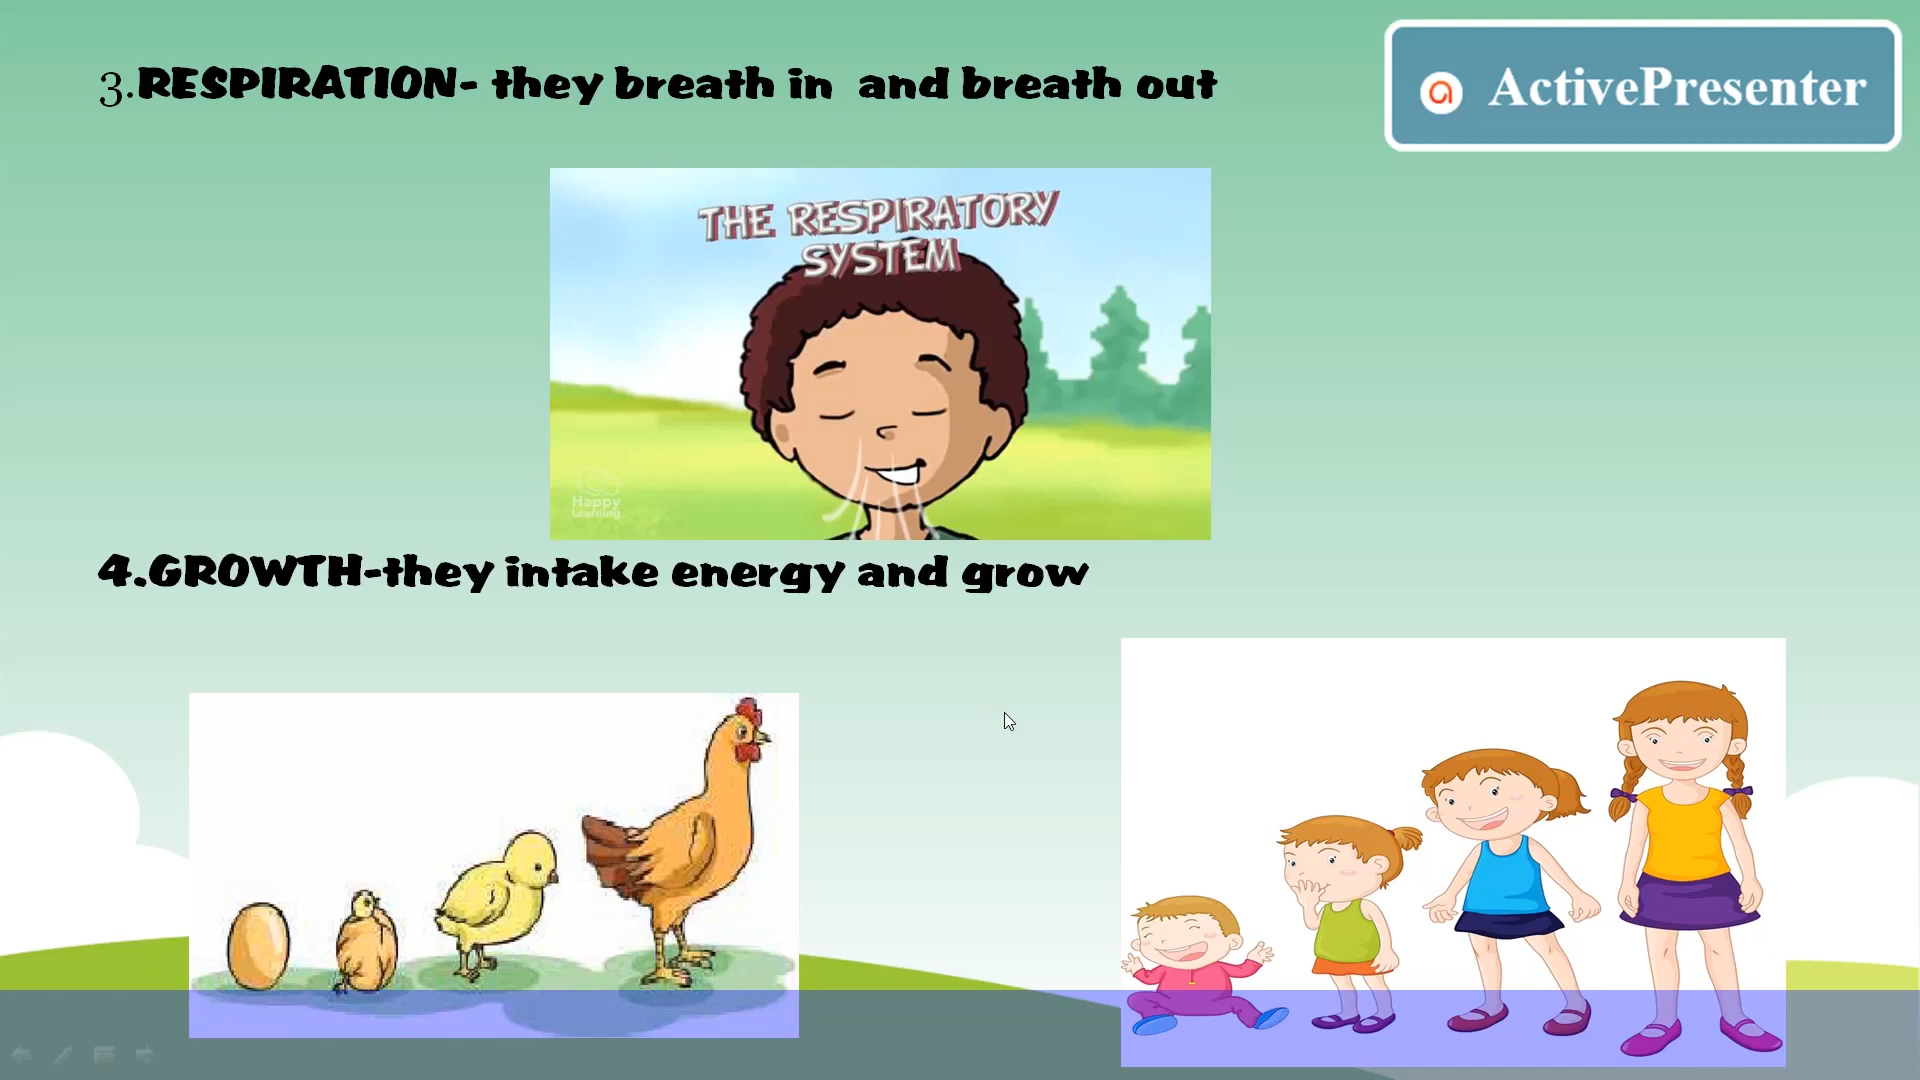 3.RESPIRATION- they breath in  and breath out
ActivePresenter
THE RESPIRATORY
SYSTEM
Happy
Learning
4.GROWTH-they intake energy and grow